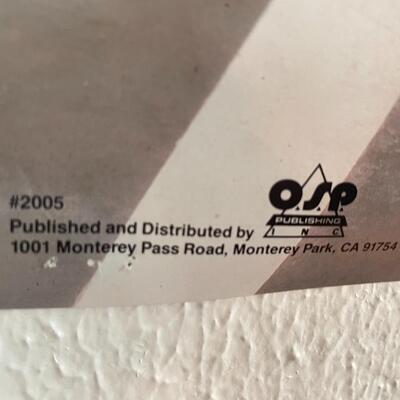 #2005
Published and Distributed by O.S.P.
PUBLISHING
INC
1001 Monterey Pass Road, Monterey Park, CA 91754